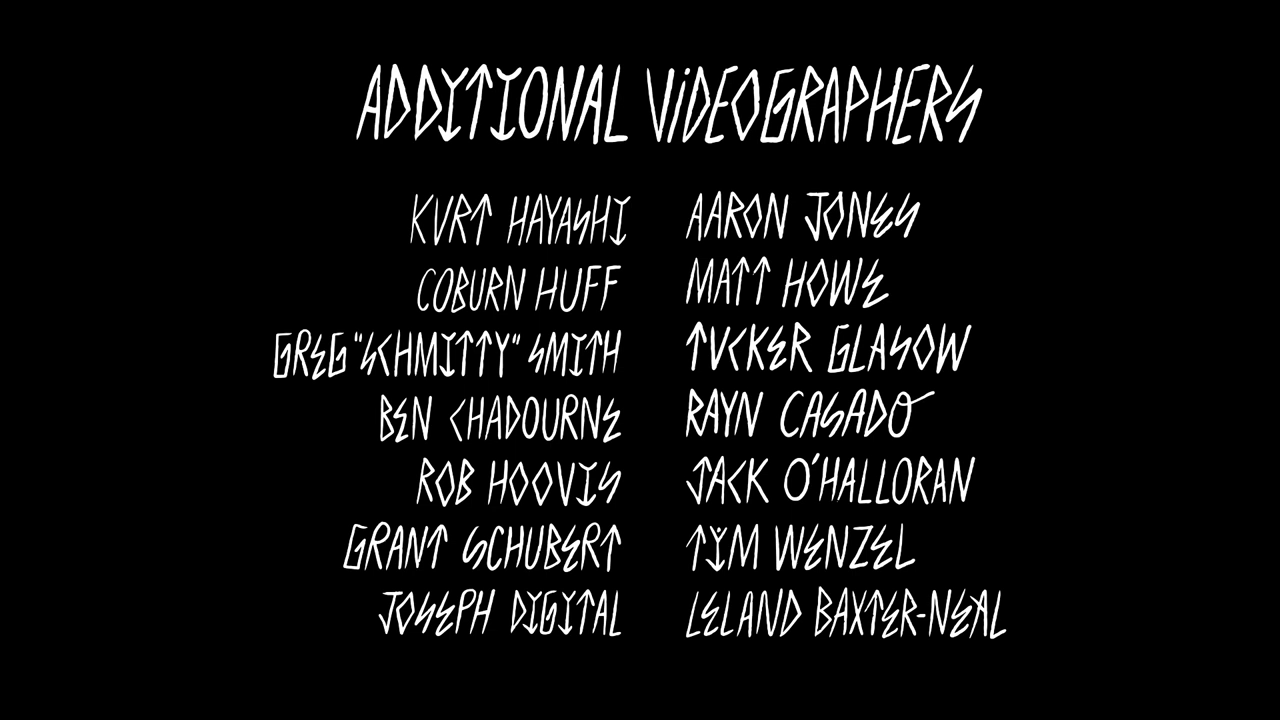 ADDITIONAL VIDEOGRAPHERS
KURT HAYASHI
COBURN HUFF
GREG "SCHMITTY" SMITH
BEN CHADOURNE
ROB HOOVIS
GRANT SCHUBERT
JOSEPH DIGITAL
AARON JONES
MATT HOWE
TUCKER GLASOW
RAYN CASADO
JACK O'HALLORAN
TIM WENZEL
LELAND BAXTER-NEAL